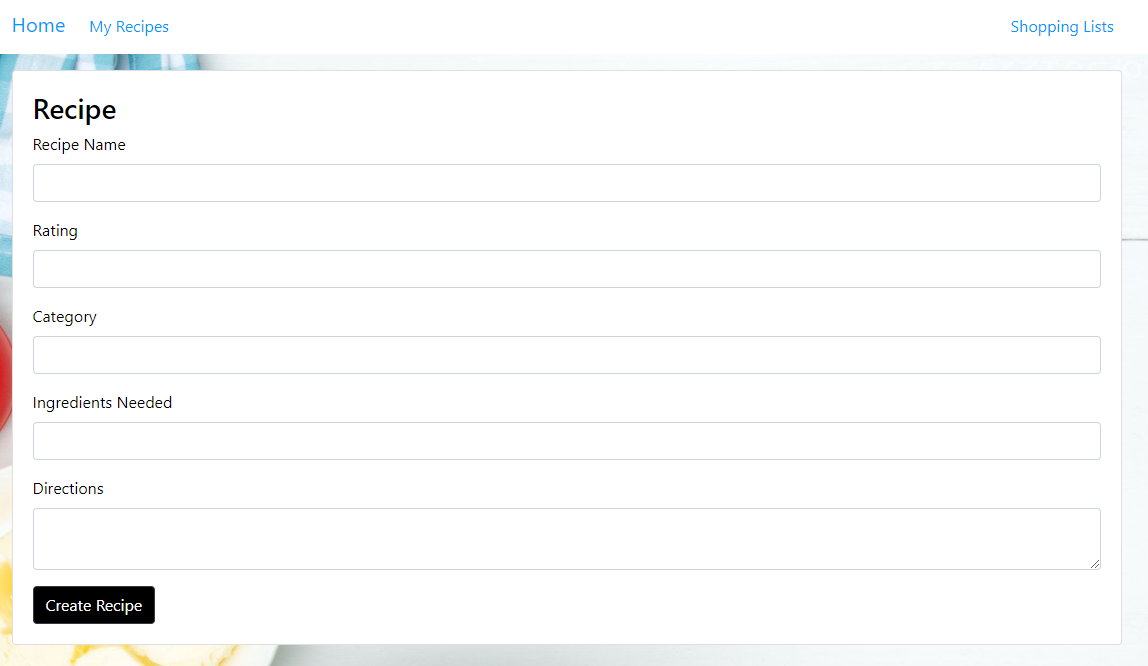 Home My Recipes Shopping Lists
Recipe
Recipe Name
Rating
Category
Ingredients Needed
Directions
Create Recipe